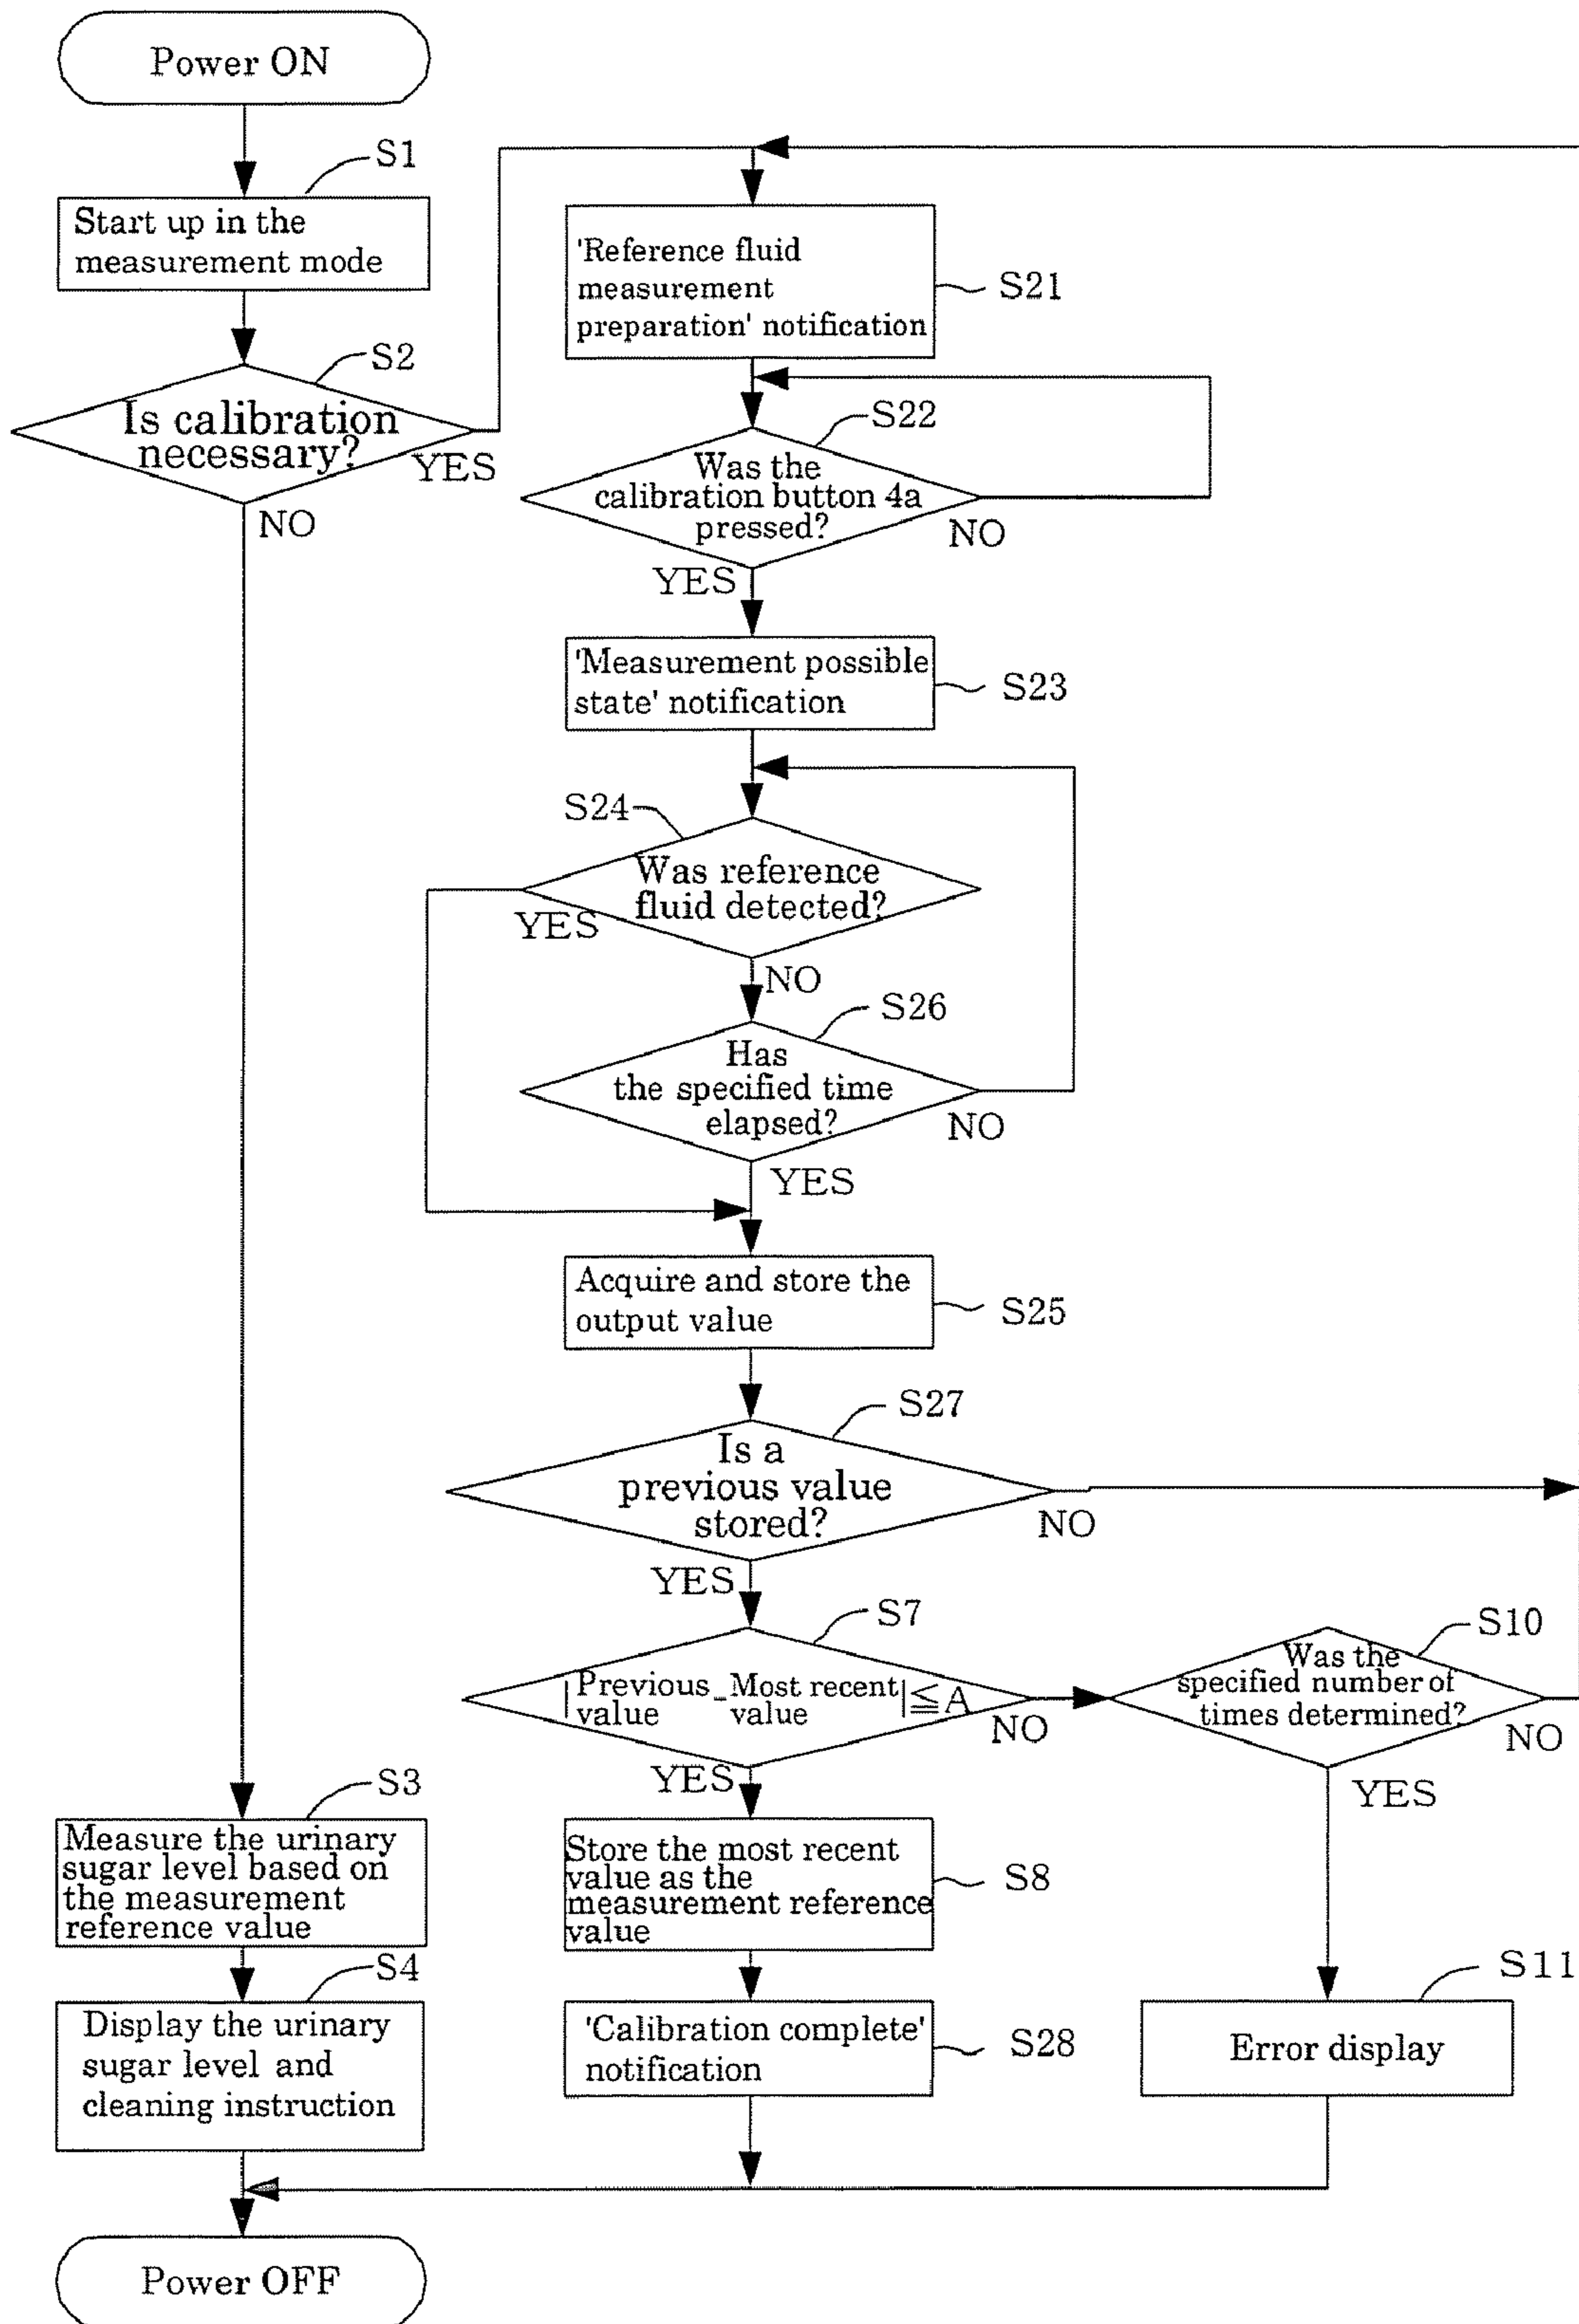 Power ON
S1
Start up in the
measurement mode
S2
Is calibration
necessary?
YES
NO
'Reference fluid
measurement
preparation' notification
S21
S22
Was the
calibration button 4a
pressed?
NO
YES
'Measurement possible
state' notification
S23
S24
Was reference
fluid detected?
YES
NO
S26
Has
the specified time
elapsed?
NO
YES
Acquire and store the
output value
S25
S27
Is a
previous value
stored?
NO
YES
S7
|Previous value - Most recent value| ≦ A
NO
YES
S10
Was the
specified number of
times determined?
NO
YES
S3
Measure the urinary
sugar level based on
the measurement
reference value
Store the most recent
value as the
measurement reference
value
S8
S4
Display the urinary
sugar level and
cleaning instruction
'Calibration complete'
notification
S28
S11
Error display
Power OFF